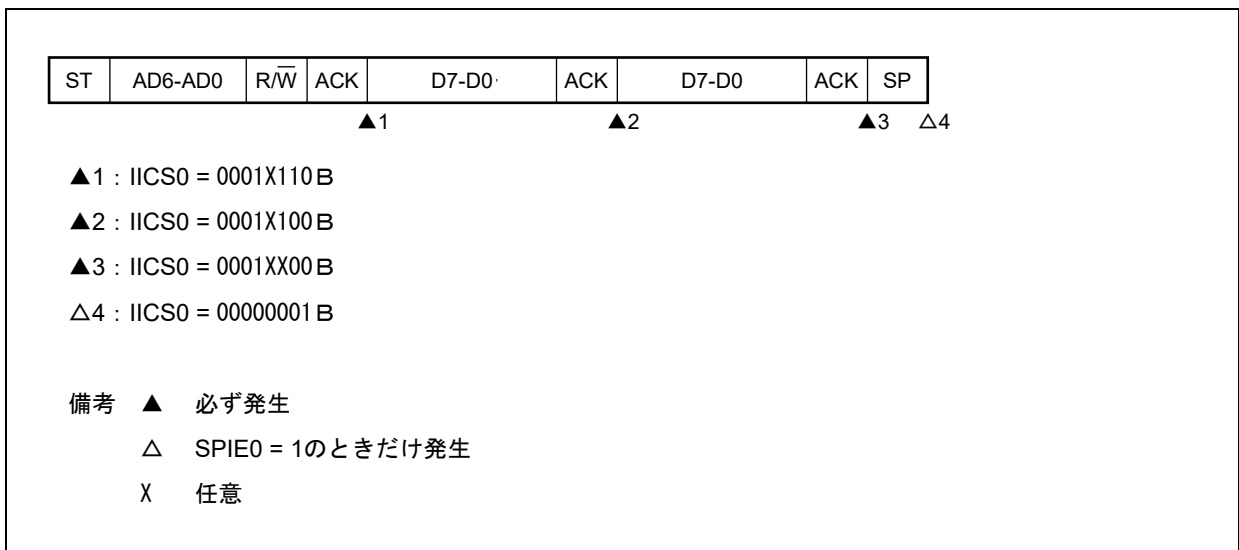 ST AD6-AD0 R/W̅ ACK D7-D0 ACK D7-D0 ACK SP
▲1 ▲2 ▲3 △4
▲1：IICS0 = 0001X110B
▲2：IICS0 = 0001X100B
▲3：IICS0 = 0001XX00B
△4：IICS0 = 00000001B
備考 ▲ 必ず発生
△ SPIE0 = 1のときだけ発生
X 任意